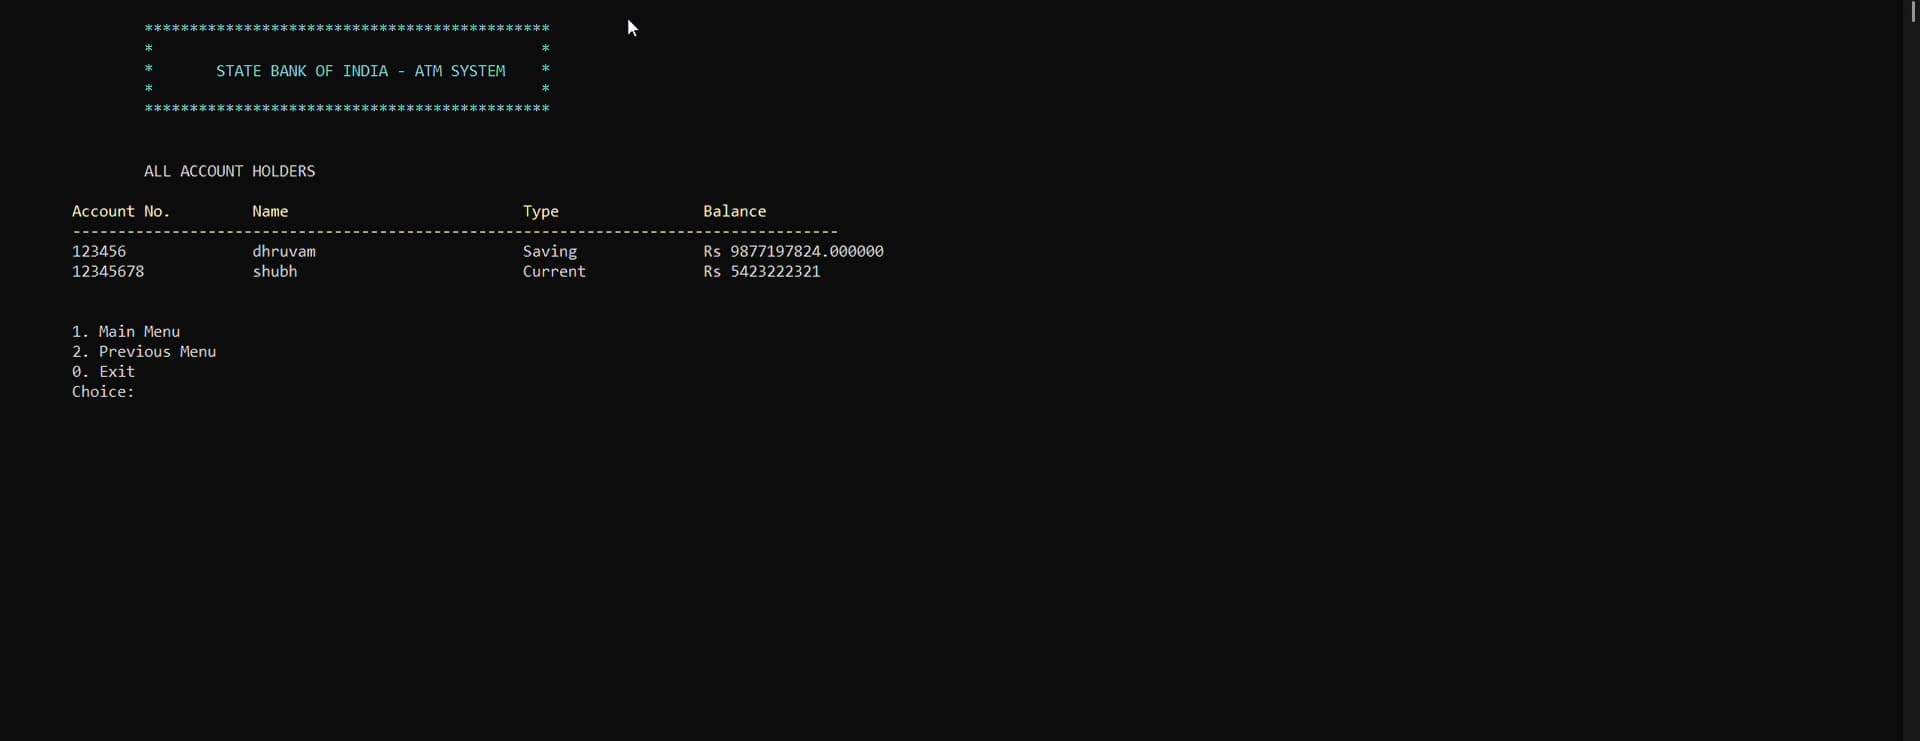 *********************************************
*                                           *
*       STATE BANK OF INDIA - ATM SYSTEM    *
*                                           *
*********************************************
ALL ACCOUNT HOLDERS
Account No.         Name                          Type                Balance
-------------------------------------------------------------------------------------
123456              dhruvam                       Saving              Rs 9877197824.000000
12345678            shubh                         Current             Rs 5423222321
1. Main Menu
2. Previous Menu
0. Exit
Choice: